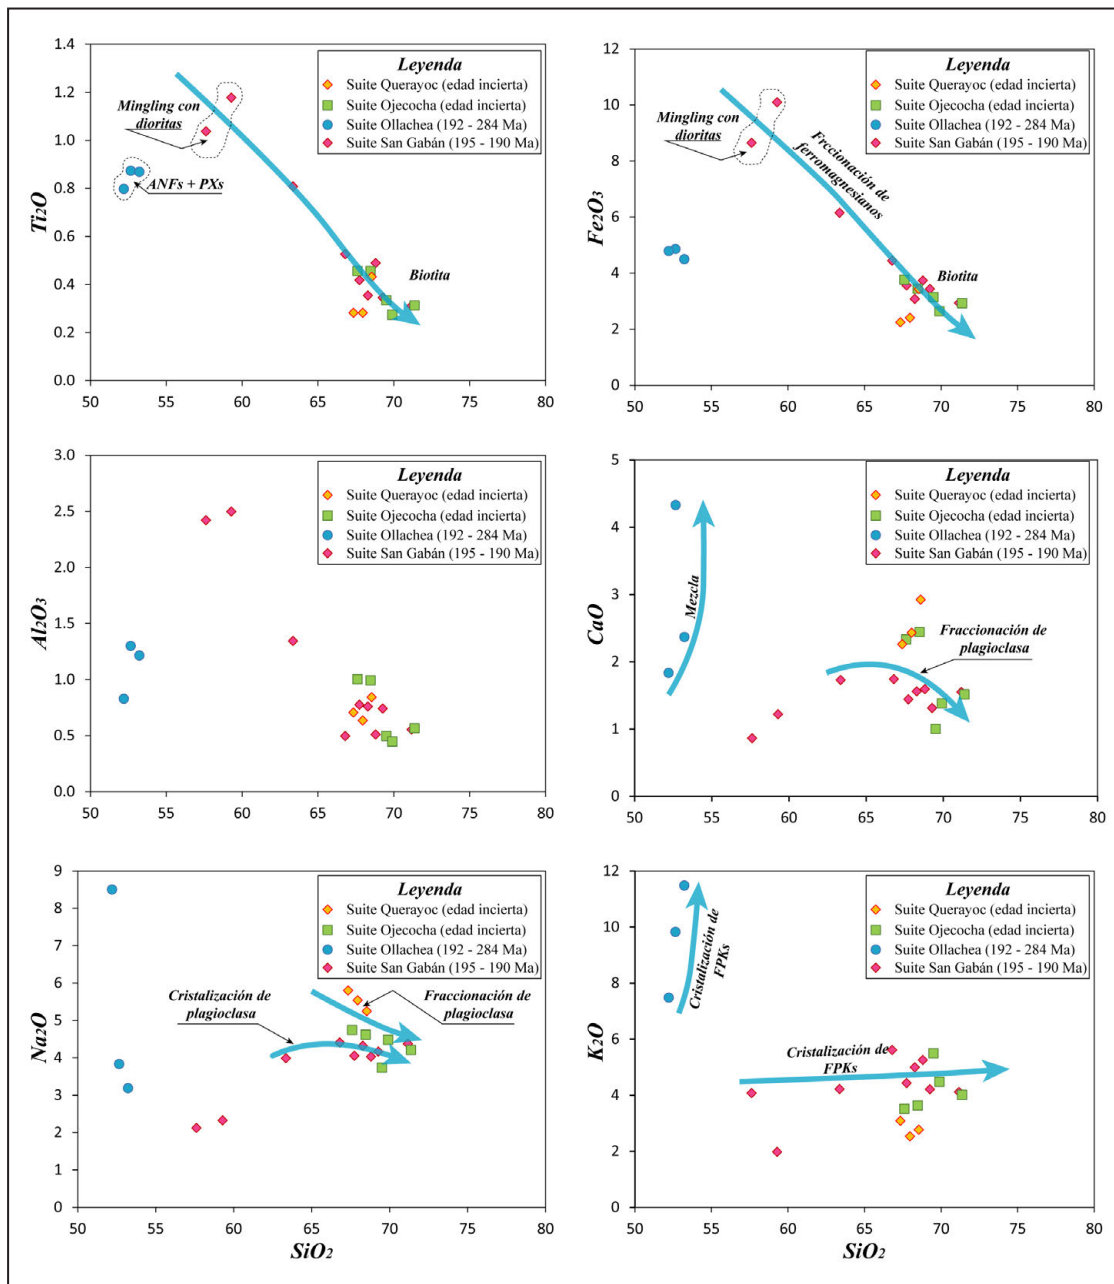 1.4
1.2
1.0
0.8
0.6
0.4
0.2
0.0
Ti2O
50 55 60 65 70 75 80
Leyenda
Suite Querayoc (edad incierta)
Suite Ojecocha (edad incierta)
Suite Ollachea (192 - 284 Ma)
Suite San Gabán (195 - 190 Ma)
Mingling con
dioritas
ANFs + PXs
Biotita
12
10
8
6
4
2
0
Fe2O3
50 55 60 65 70 75 80
Leyenda
Suite Querayoc (edad incierta)
Suite Ojecocha (edad incierta)
Suite Ollachea (192 - 284 Ma)
Suite San Gabán (195 - 190 Ma)
Mingling con
dioritas
Frccionación de
ferromagnesianos
Biotita
3.0
2.5
2.0
1.5
1.0
0.5
0.0
Al2O3
50 55 60 65 70 75 80
Leyenda
Suite Querayoc (edad incierta)
Suite Ojecocha (edad incierta)
Suite Ollachea (192 - 284 Ma)
Suite San Gabán (195 - 190 Ma)
5
4
3
2
1
0
CaO
50 55 60 65 70 75 80
Leyenda
Suite Querayoc (edad incierta)
Suite Ojecocha (edad incierta)
Suite Ollachea (192 - 284 Ma)
Suite San Gabán (195 - 190 Ma)
Mezcla
Fraccionación de
plagioclasa
9
8
7
6
5
4
3
2
1
0
Na2O
50 55 60 65 70 75 80
SiO2
Leyenda
Suite Querayoc (edad incierta)
Suite Ojecocha (edad incierta)
Suite Ollachea (192 - 284 Ma)
Suite San Gabán (195 - 190 Ma)
Cristalización de
plagioclasa
Fraccionación de
plagioclasa
12
10
8
6
4
2
0
K2O
50 55 60 65 70 75 80
SiO2
Leyenda
Suite Querayoc (edad incierta)
Suite Ojecocha (edad incierta)
Suite Ollachea (192 - 284 Ma)
Suite San Gabán (195 - 190 Ma)
Cristalización de
FPKs
Cristalización de
FPKs